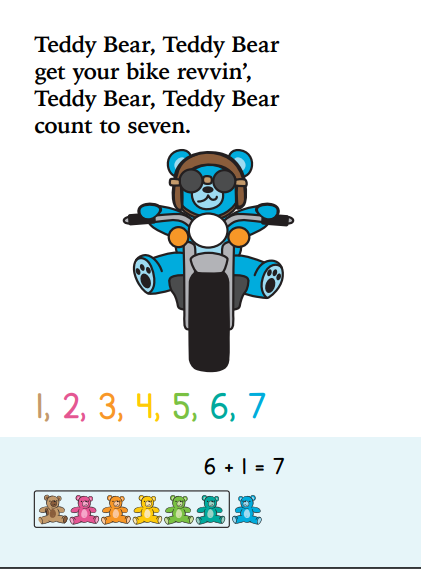 Teddy Bear, Teddy Bear
get your bike revvin’,
Teddy Bear, Teddy Bear
count to seven.
1, 2, 3, 4, 5, 6, 7
6 + 1 = 7